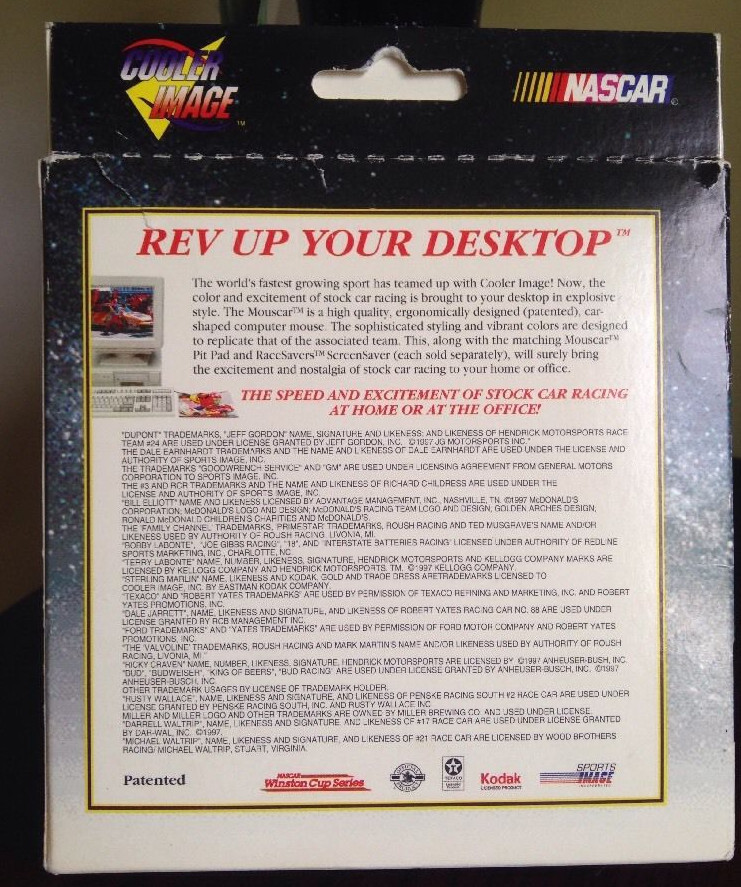 COOLER
IMAGE™
NASCAR®
REV UP YOUR DESKTOP™
The world's fastest growing sport has teamed up with Cooler Image! Now, the
color and excitement of stock car racing is brought to your desktop in explosive
style. The Mouscar™ is a high quality, ergonomically designed (patented), car-
shaped computer mouse. The sophisticated styling and vibrant colors are designed
to replicate that of the associated team. This, along with the matching Mouscar™
Pit Pad and RaceSavers™ ScreenSaver (each sold separately), will surely bring
the excitement and nostalgia of stock car racing to your home or office.
THE SPEED AND EXCITEMENT OF STOCK CAR RACING
AT HOME OR AT THE OFFICE!
"DUPONT" TRADEMARKS, "JEFF GORDON" NAME, SIGNATURE AND LIKENESS; AND LIKENESS OF HENDRICK MOTORSPORTS RACE
TEAM #24 ARE USED UNDER LICENSE GRANTED BY JEFF GORDON, INC. ©1997 JG MOTORSPORTS INC."
THE DALE EARNHARDT TRADEMARKS AND THE NAME AND LIKENESS OF DALE EARNHARDT ARE USED UNDER THE LICENSE AND
AUTHORITY OF SPORTS IMAGE, INC.
THE TRADEMARKS "GOODWRENCH SERVICE" AND "GM" ARE USED UNDER LICENSING AGREEMENT FROM GENERAL MOTORS
CORPORATION TO SPORTS IMAGE, INC.
THE #3 AND RCR TRADEMARKS AND THE NAME AND LIKENESS OF RICHARD CHILDRESS ARE USED UNDER THE
LICENSE AND AUTHORITY OF SPORTS IMAGE, INC.
"BILL ELLIOTT" NAME AND LIKENESS LICENSED BY ADVANTAGE MANAGEMENT, INC., NASHVILLE, TN. ©1997 McDONALD'S
CORPORATION; McDONALD'S LOGO AND DESIGN; McDONALD'S RACING TEAM LOGO AND DESIGN; GOLDEN ARCHES DESIGN;
RONALD McDONALD CHILDREN'S CHARITIES AND McDONALD'S.
THE 'FAMILY CHANNEL' TRADEMARKS, 'PRIMESTAR' TRADEMARKS, ROUSH RACING AND TED MUSGRAVE'S NAME AND/OR
LIKENESS USED BY AUTHORITY OF ROUSH RACING, LIVONIA, MI.
"BOBBY LABONTE", "JOE GIBBS RACING", "18", AND 'INTERSTATE BATTERIES RACING' LICENSED UNDER AUTHORITY OF REDLINE
SPORTS MARKETING, INC., CHARLOTTE, NC
"TERRY LABONTE" NAME, NUMBER, LIKENESS, SIGNATURE, HENDRICK MOTORSPORTS AND KELLOGG COMPANY MARKS ARE
LICENSED BY KELLOGG COMPANY AND HENDRICK MOTORSPORTS. TM, ©1997 KELLOGG COMPANY.
"STERLING MARLIN" NAME, LIKENESS AND KODAK, GOLD AND TRADE DRESS ARETRADEMARKS LICENSED TO
COOLER IMAGE, INC. BY EASTMAN KODAK COMPANY.
"TEXACO" AND "ROBERT YATES TRADEMARKS" ARE USED BY PERMISSION OF TEXACO REFINING AND MARKETING, INC. AND ROBERT
YATES PROMOTIONS, INC.
"DALE JARRETT", NAME, LIKENESS AND SIGNATURE, AND LIKENESS OF ROBERT YATES RACING CAR NO. 88 ARE USED UNDER
LICENSE GRANTED BY RCB MANAGEMENT INC.
"FORD TRADEMARKS" AND "YATES TRADEMARKS" ARE USED BY PERMISSION OF FORD MOTOR COMPANY AND ROBERT YATES
PROMOTIONS, INC.
"THE 'VALVOLINE' TRADEMARKS, ROUSH RACING AND MARK MARTIN'S NAME AND/OR LIKENESS USED BY AUTHORITY OF ROUSH
RACING, LIVONIA, MI."
"RICKY CRAVEN" NAME, NUMBER, LIKENESS, SIGNATURE, HENDRICK MOTORSPORTS ARE LICENSED BY ©1997 ANHEUSER-BUSH, INC.
"BUD", "BUDWEISER", "KING OF BEERS", "BUD RACING" ARE USED UNDER LICENSE GRANTED BY ANHEUSER-BUSCH, INC. ©1997
ANHEUSER-BUSCH, INC.
OTHER TRADEMARK USAGES BY LICENSE OF TRADEMARK HOLDER.
"RUSTY WALLACE", NAME, LIKENESS AND SIGNATURE, AND LIKENESS OF PENSKE RACING SOUTH #2 RACE CAR ARE USED UNDER
LICENSE GRANTED BY PENSKE RACING SOUTH, INC. AND RUSTY WALLACE INC
MILLER AND MILLER LOGO AND OTHER TRADEMARKS ARE OWNED BY MILLER BREWING CO. AND USED UNDER LICENSE.
"DARRELL WALTRIP", NAME, LIKENESS AND SIGNATURE, AND LIKENESS OF #17 RACE CAR ARE USED UNDER LICENSE GRANTED
BY DAR-WAL, INC. ©1997.
"MICHAEL WALTRIP", NAME, LIKENESS AND SIGNATURE, AND LIKENESS OF #21 RACE CAR ARE LICENSED BY WOOD BROTHERS
RACING/ MICHAEL WALTRIP, STUART, VIRGINIA.
Patented
NASCAR
Winston Cup Series
TEXACO
Kodak
LICENSED PRODUCT
SPORTS
IMAGE
INCORPORATED